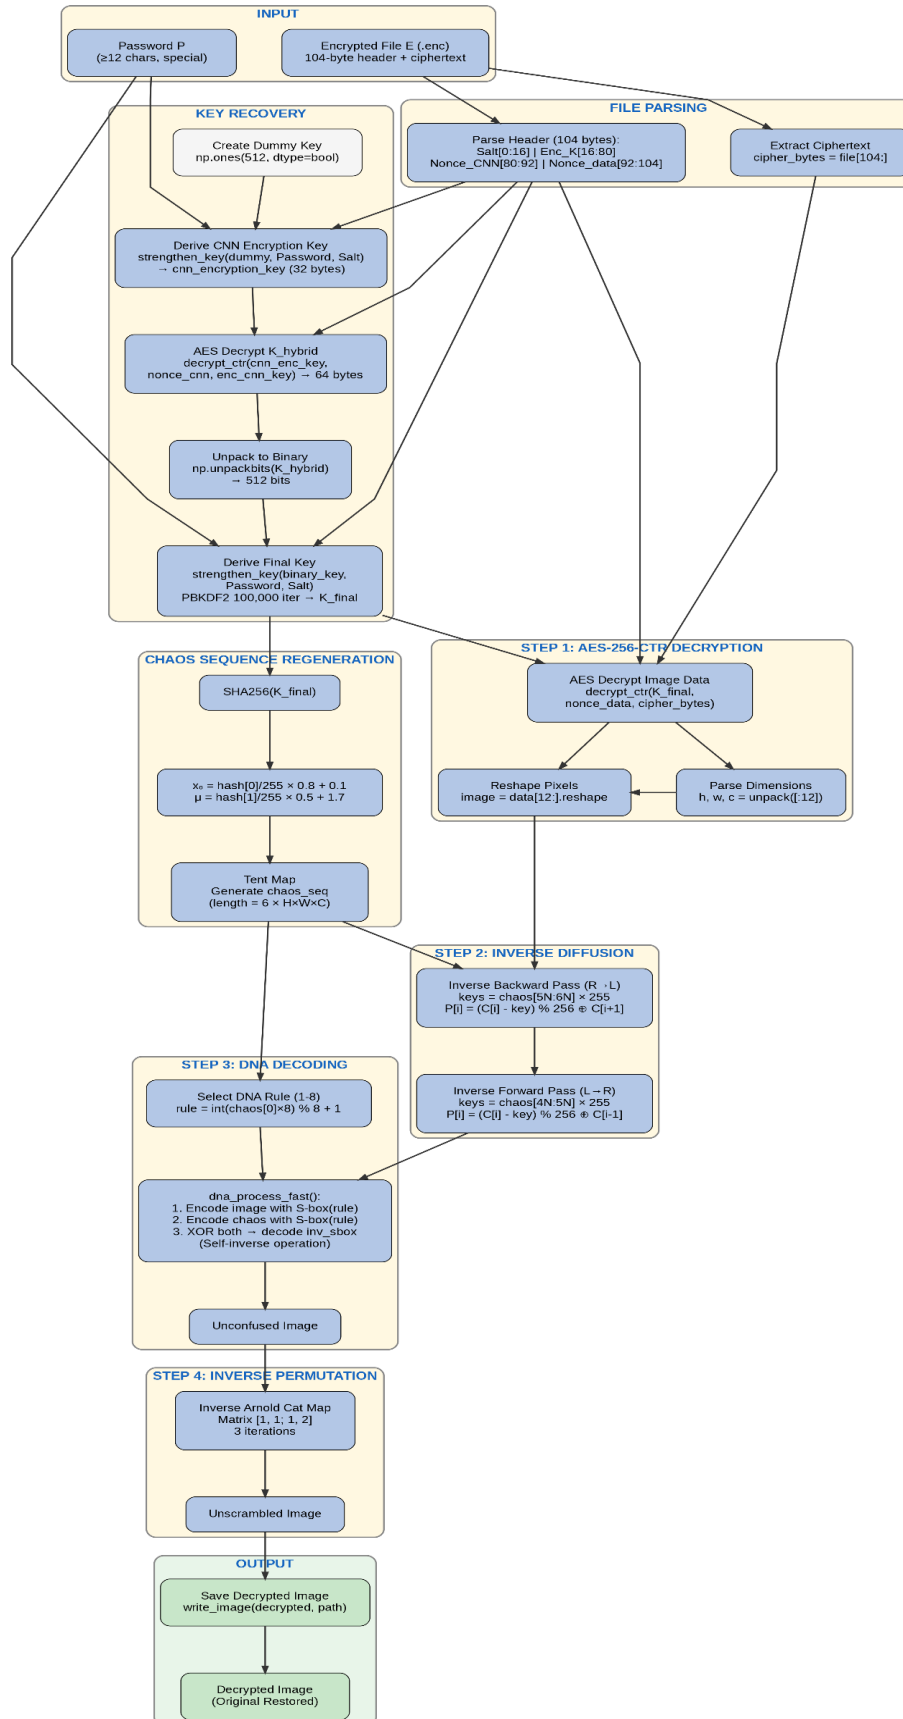 INPUT
Password P
(≥12 chars, special)
Encrypted File E (.enc)
104-byte header + ciphertext
KEY RECOVERY
Create Dummy Key
np.ones(512, dtype=bool)
FILE PARSING
Parse Header (104 bytes):
Salt[0:16] | Enc_K[16:80]
Nonce_CNN[80:92] | Nonce_data[92:104]
Extract Ciphertext
cipher_bytes = file[104:]
Derive CNN Encryption Key
strengthen_key(dummy, Password, Salt)
→ cnn_encryption_key (32 bytes)
AES Decrypt K_hybrid
decrypt_ctr(cnn_enc_key,
nonce_cnn, enc_cnn_key) → 64 bytes
Unpack to Binary
np.unpackbits(K_hybrid)
→ 512 bits
Derive Final Key
strengthen_key(binary_key,
Password, Salt)
PBKDF2 100,000 iter → K_final
CHAOS SEQUENCE REGENERATION
SHA256(K_final)
x₀ = hash[0]/255 × 0.8 + 0.1
μ = hash[1]/255 × 0.5 + 1.7
Tent Map
Generate chaos_seq
(length = 6 × H×W×C)
STEP 1: AES-256-CTR DECRYPTION
AES Decrypt Image Data
decrypt_ctr(K_final,
nonce_data, cipher_bytes)
Reshape Pixels
image = data[12:].reshape
Parse Dimensions
h, w, c = unpack([:12])
STEP 2: INVERSE DIFFUSION
Inverse Backward Pass (R→L)
keys = chaos[5N:6N] × 255
P[i] = (C[i] - key) % 256 ⊕ C[i+1]
Inverse Forward Pass (L→R)
keys = chaos[4N:5N] × 255
P[i] = (C[i] - key) % 256 ⊕ C[i-1]
STEP 3: DNA DECODING
Select DNA Rule (1-8)
rule = int(chaos[0]×8) % 8 + 1
dna_process_fast():
1. Encode image with S-box(rule)
2. Encode chaos with S-box(rule)
3. XOR both → decode inv_sbox
(Self-inverse operation)
Unconfused Image
STEP 4: INVERSE PERMUTATION
Inverse Arnold Cat Map
Matrix [1, 1; 1, 2]
3 iterations
Unscrambled Image
OUTPUT
Save Decrypted Image
write_image(decrypted, path)
Decrypted Image
(Original Restored)